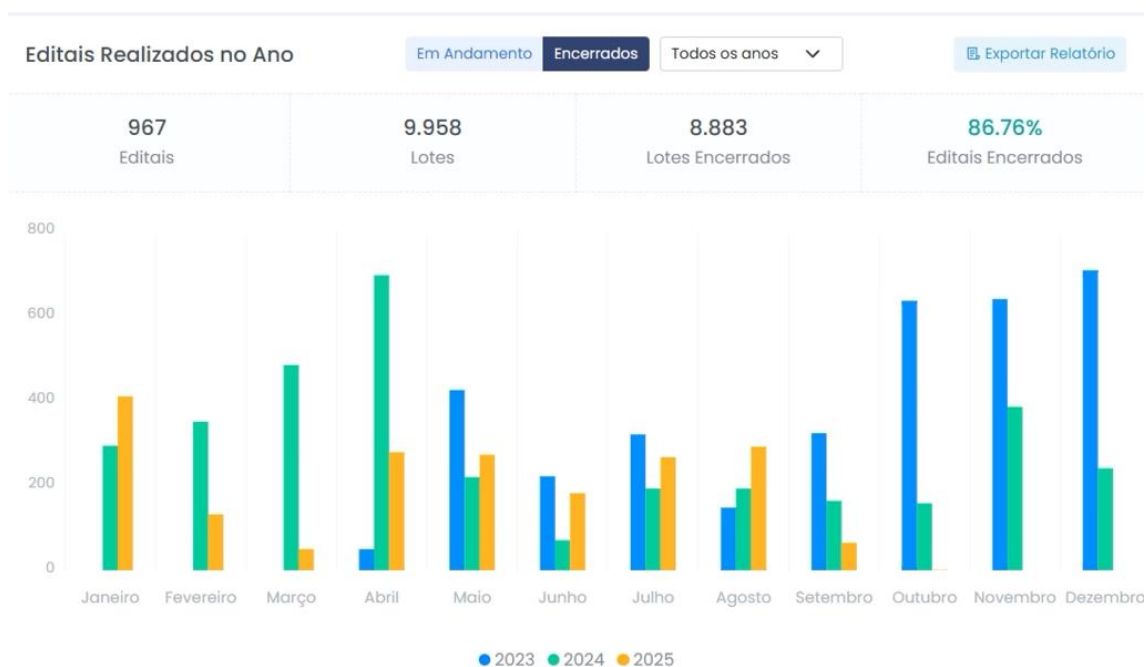 Editais Realizados no Ano
Em Andamento Encerrados Todos os anos Exportar Relatório
967 9.958 8.883 86.76%
Editais Lotes Lotes Encerrados Editais Encerrados
800
600
400
200
0
Janeiro Fevereiro Março Abril Maio Junho Julho Agosto Setembro Outubro Novembro Dezembro
2023 2024 2025